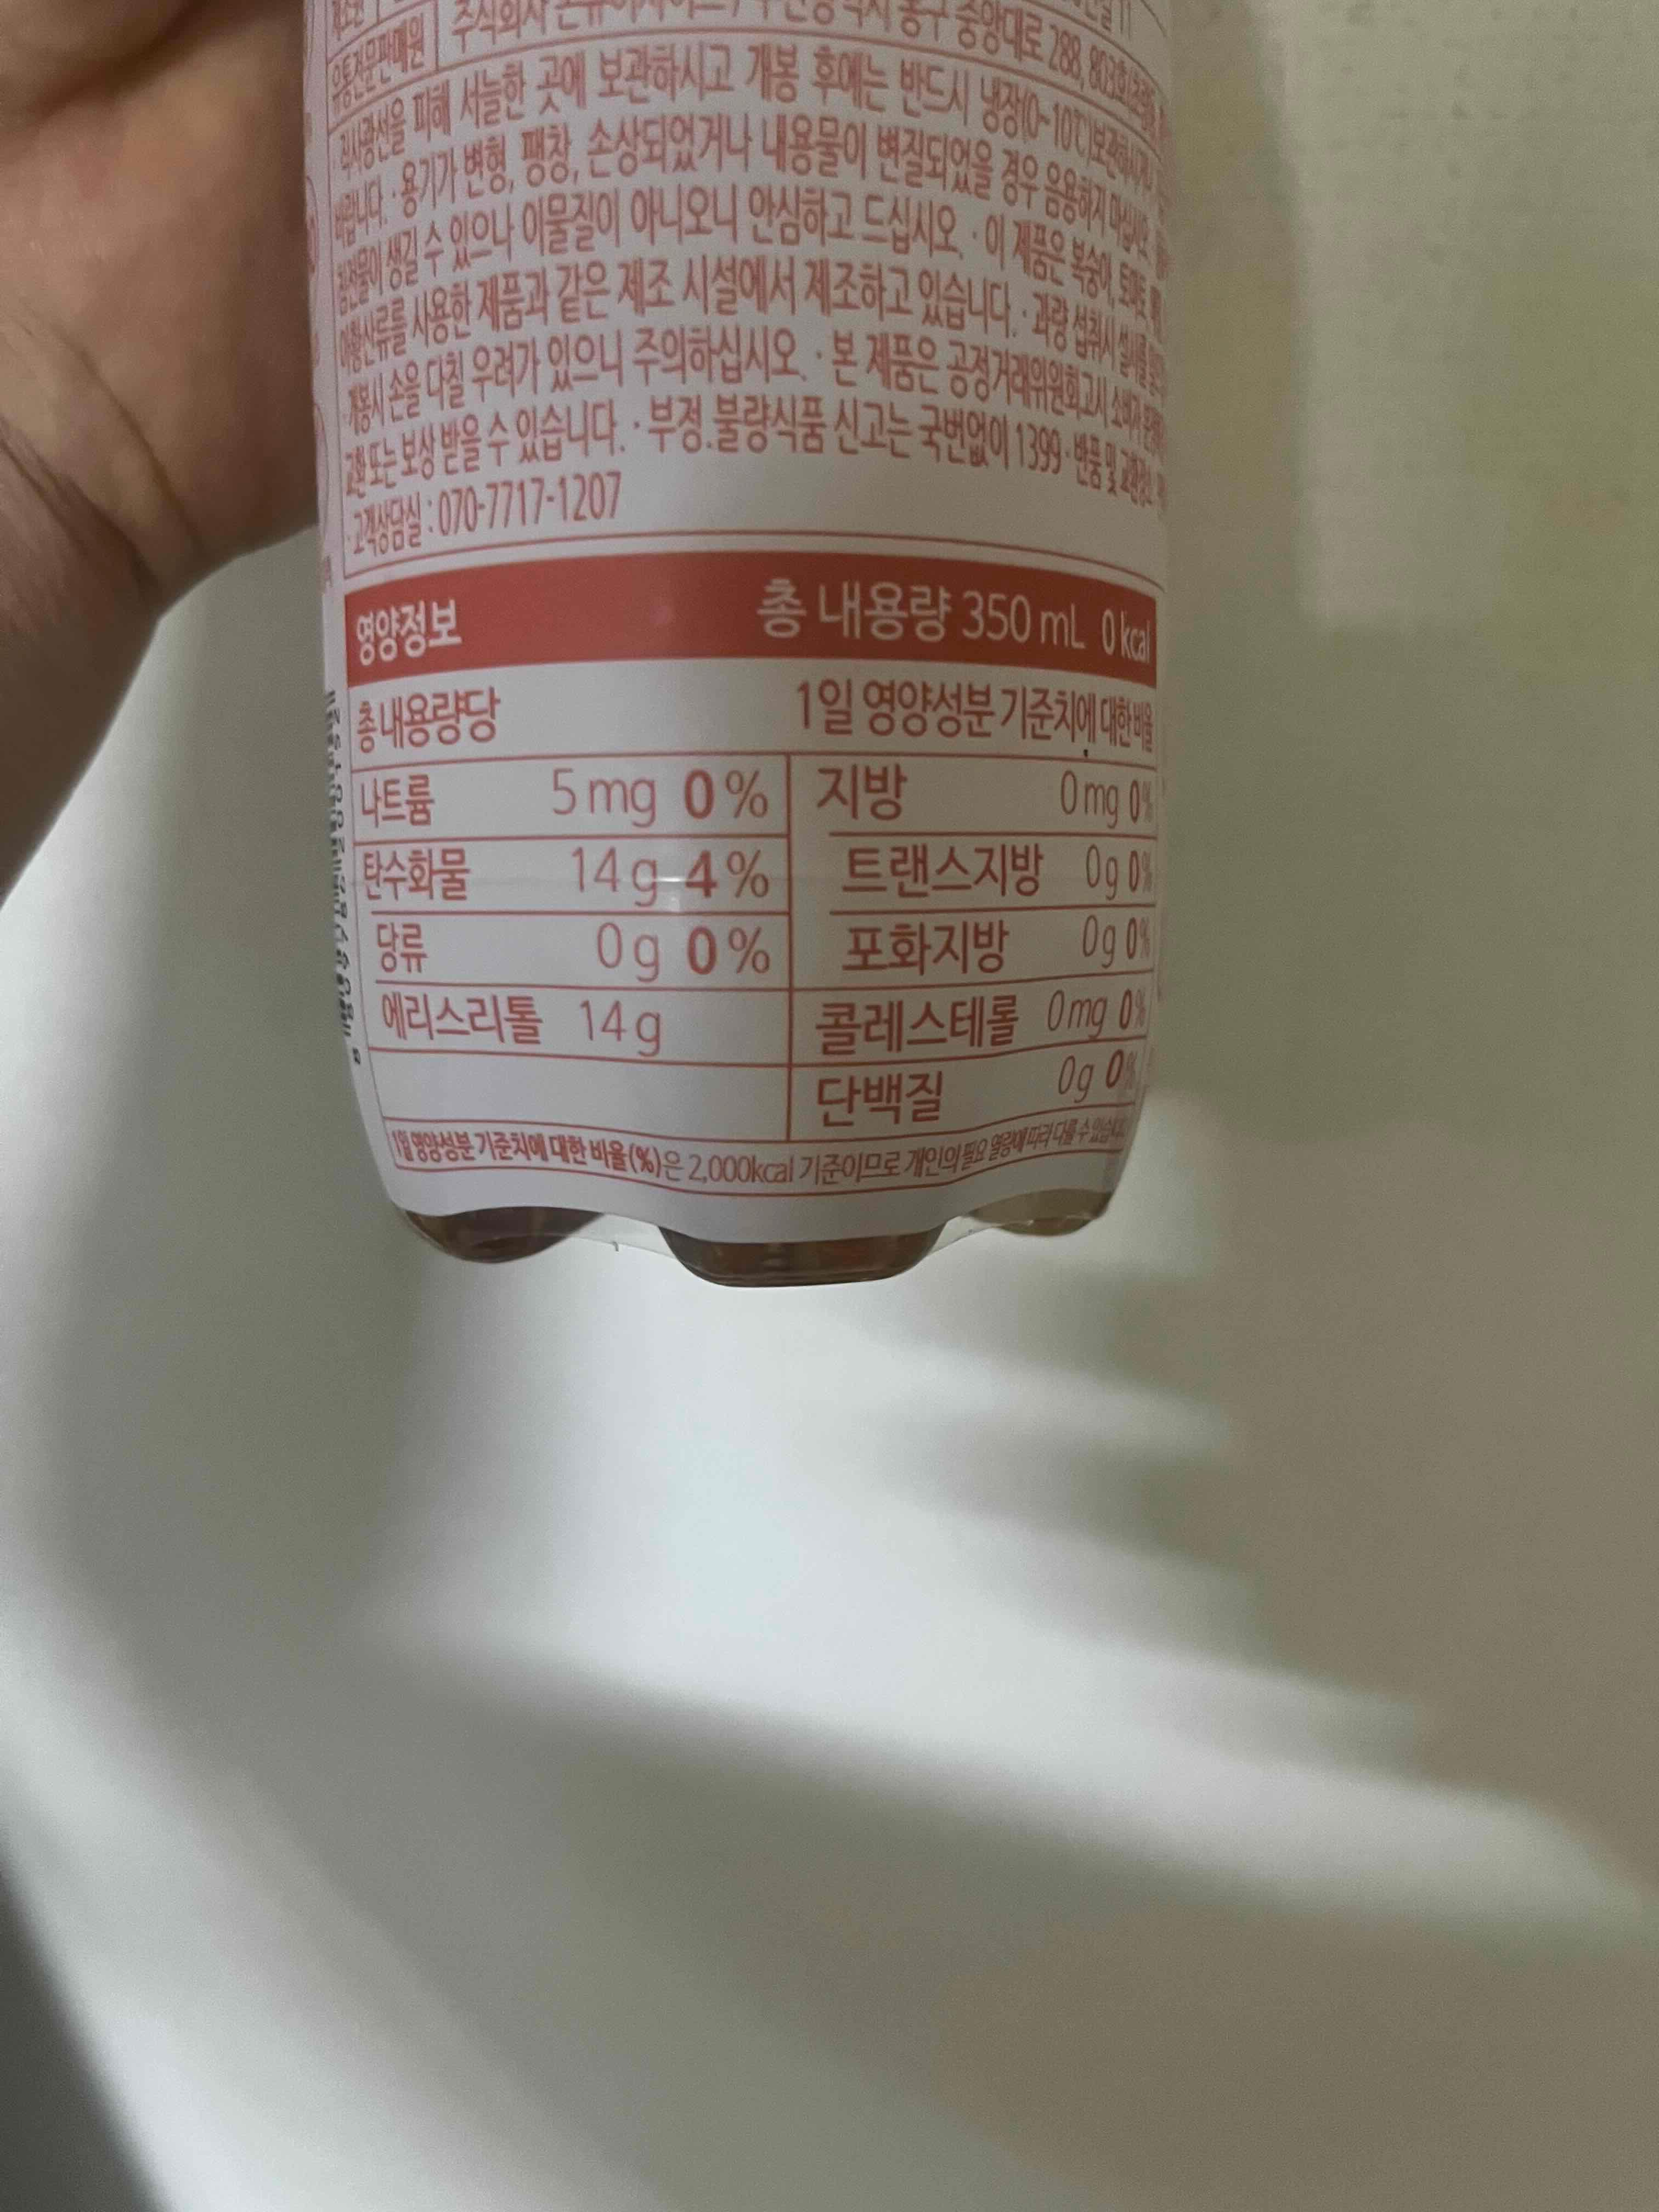 유통전문판매원 주식회사 중앙대로 288, 803호
직사광선을 피해 서늘한 곳에 보관하시고 개봉 후에는 반드시 냉장(0~10℃)보관하시기
바랍니다. · 용기가 변형, 팽창, 손상되었거나 내용물이 변질되었을 경우 음용하지 마십시오.
침전물이 생길 수 있으나 이물질이 아니오니 안심하고 드십시오. · 이 제품은 복숭아, 토마토,
아황산류를 사용한 제품과 같은 제조 시설에서 제조하고 있습니다. · 과량 섭취시 설사를
· 개봉시 손을 다칠 우려가 있으니 주의하십시오. · 본 제품은 공정거래위원회고시 소비자
교환 또는 보상 받을 수 있습니다. · 부정.불량식품 신고는 국번없이 1399 · 반품 및 교환장소
· 고객상담실 : 070-7717-1207
영양정보 총 내용량 350 mL 0 kcal
총 내용량당 1일 영양성분 기준치에 대한 비율
나트륨 5 mg 0 % 지방 0 mg 0%
탄수화물 14 g 4 % 트랜스지방 0g 0%
당류 0 g 0 % 포화지방 0g 0%
에리스리톨 14 g 콜레스테롤 0 mg 0%
단백질 0g 0%
1일 영양성분 기준치에 대한 비율(%)은 2,000kcal 기준이므로 개인의 필요 열량에 따라 다를 수 있습니다.